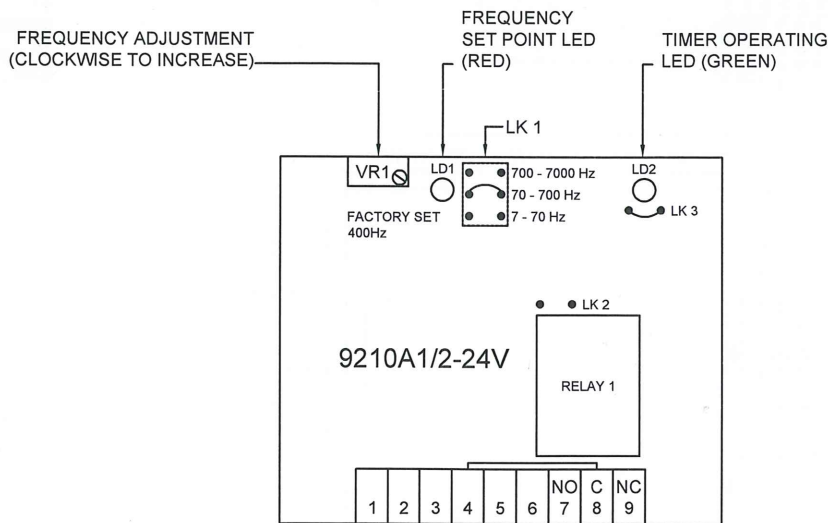 FREQUENCY ADJUSTMENT
(CLOCKWISE TO INCREASE)
FREQUENCY
SET POINT LED
(RED)
TIMER OPERATING
LED (GREEN)
LK 1
VR1
LD1
700 - 7000 Hz
70 - 700 Hz
7 - 70 Hz
LD2
LK 3
FACTORY SET
400Hz
LK 2
9210A1/2-24V
RELAY 1
NO C NC
1 2 3 4 5 6 7 8 9